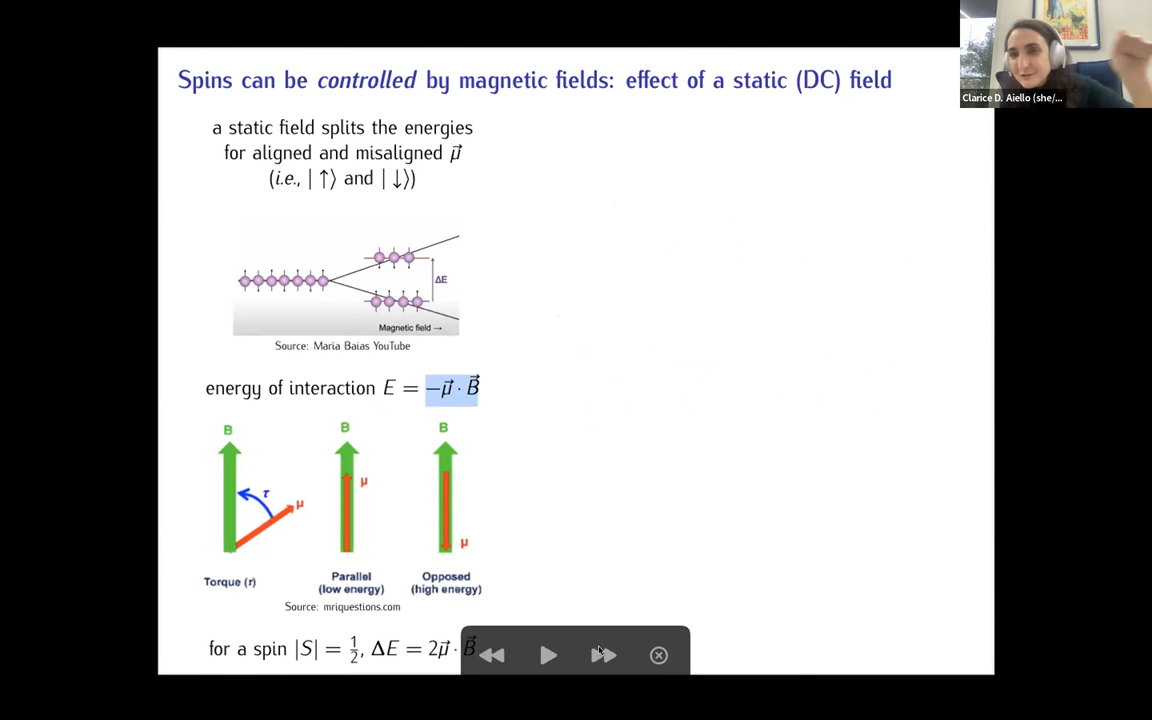 Spins can be controlled by magnetic fields: effect of a static (DC) field
Clarice D. Aiello (she/...
a static field splits the energies
for aligned and misaligned μ⃗
(i.e., |↑⟩ and |↓⟩)
ΔE
Magnetic field →
Source: Maria Baias YouTube
energy of interaction E = −μ⃗ · B⃗
B
B
B
τ
μ
μ
μ
Torque (τ)
Parallel
(low energy)
Opposed
(high energy)
Source: mriquestions.com
for a spin |S| = 1/2, ΔE = 2μ⃗ · B⃗